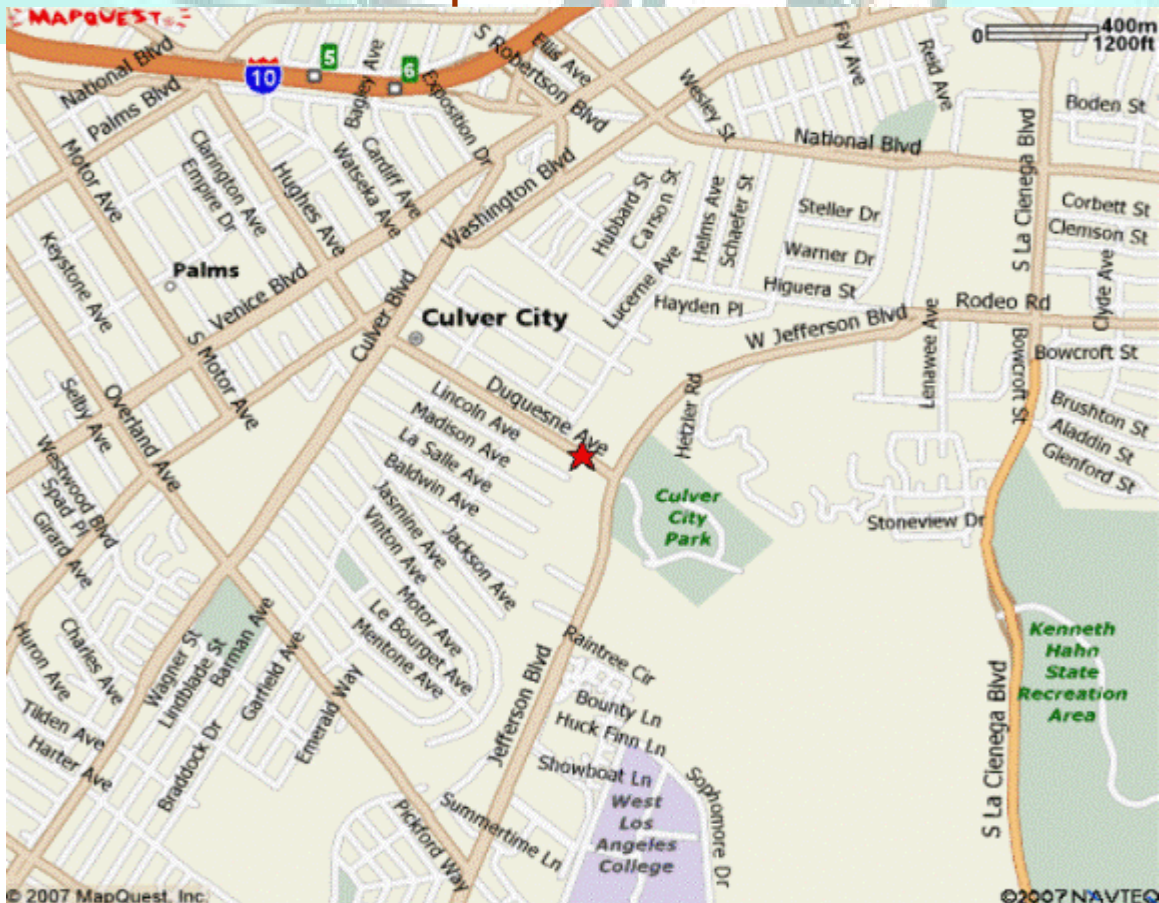 MAPQUEST
0 400m
1200ft
5
6
10
National Blvd
Palms Blvd
Bagley Ave
Exposition Dr
S Robertson Blvd
Ellis Ave
Wesley St
Fay Ave
Reid Ave
Boden St
National Blvd
S La Cienega Blvd
Motor Ave
Clarington Ave
Empire Dr
Hughes Ave
Watseka Ave
Cardiff Ave
Washington Blvd
Hubbard St
Carson St
Helms Ave
Schaefer St
Steller Dr
Warner Dr
Corbett St
Clemson St
Clyde Ave
Keystone Ave
Palms
Venice Blvd
Culver Blvd
Culver City
Lucerne Ave
Hayden Pl
Higuera St
Rodeo Rd
W Jefferson Blvd
Lenawee Ave
Bowcroft St
Bowcroft St
S Motor Ave
Selby Ave
Overland Ave
Duquesne Ave
Lincoln Ave
Madison Ave
La Salle Ave
Baldwin Ave
Hetzler Rd
Brushton St
Aladdin St
Glenford St
Westwood Blvd
Spad Pl
Girard Ave
Jasmine Ave
Vinton Ave
Jackson Ave
Culver
City
Park
Stoneview Dr
Motor Ave
Le Bourget Ave
Mentone Ave
Huron Ave
Charles Ave
Wagner St
Lindblade St
Barman Ave
Garfield Ave
Braddock Dr
Emerald Way
Tilden Ave
Harter Ave
Raintree Cir
Jefferson Blvd
Bounty Ln
Huck Finn Ln
Showboat Ln
Sophomore Dr
Kenneth
Hahn
State
Recreation
Area
S La Cienega Blvd
West
Los
Angeles
College
Pickford Way
Summertime Ln
© 2007 MapQuest, Inc.
©2007 NAVTEQ